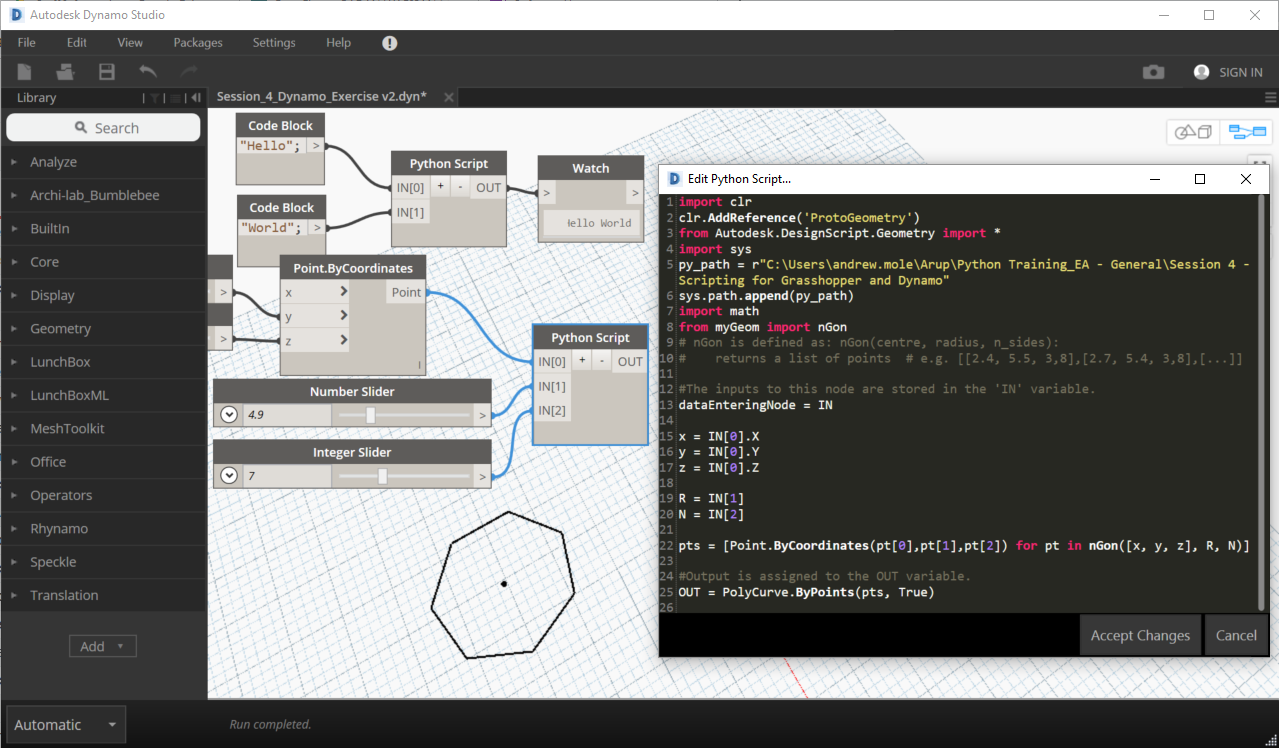 Autodesk Dynamo Studio
File Edit View Packages Settings Help
SIGN IN
Library
Session_4_Dynamo_Exercise v2.dyn*
Search
Analyze
Archi-lab_Bumblebee
BuiltIn
Core
Display
Geometry
LunchBox
LunchBoxML
MeshToolkit
Office
Operators
Rhynamo
Speckle
Translation
Add
Automatic
Run completed.
Code Block
"Hello"; >
Code Block
"World"; >
Python Script
IN[0] + - OUT
IN[1]
Watch
> >
Hello World
Point.ByCoordinates
x > Point
y >
z >
>
>
Number Slider
4.9 >
Integer Slider
7 >
Python Script
IN[0] + - OUT
IN[1]
IN[2]
Edit Python Script...
1 import clr
2 clr.AddReference('ProtoGeometry')
3 from Autodesk.DesignScript.Geometry import *
4 import sys
5 py_path = r"C:\Users\andrew.mole\Arup\Python Training_EA - General\Session 4 -
Scripting for Grasshopper and Dynamo"
6 sys.path.append(py_path)
7 import math
8 from myGeom import nGon
9 # nGon is defined as: nGon(centre, radius, n_sides):
10 #    returns a list of points  # e.g. [[2.4, 5.5, 3,8],[2.7, 5.4, 3,8],[...]]
11
12 #The inputs to this node are stored in the 'IN' variable.
13 dataEnteringNode = IN
14
15 x = IN[0].X
16 y = IN[0].Y
17 z = IN[0].Z
18
19 R = IN[1]
20 N = IN[2]
21
22 pts = [Point.ByCoordinates(pt[0],pt[1],pt[2]) for pt in nGon([x, y, z], R, N)]
23
24 #Output is assigned to the OUT variable.
25 OUT = PolyCurve.ByPoints(pts, True)
26
Accept Changes
Cancel